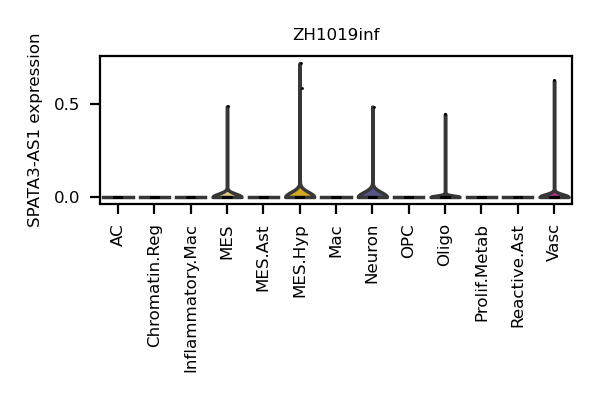 ZH1019inf
SPATA3-AS1 expression
0.5
0.0
AC
Chromatin.Reg
Inflammatory.Mac
MES
MES.Ast
MES.Hyp
Mac
Neuron
OPC
Oligo
Prolif.Metab
Reactive.Ast
Vasc